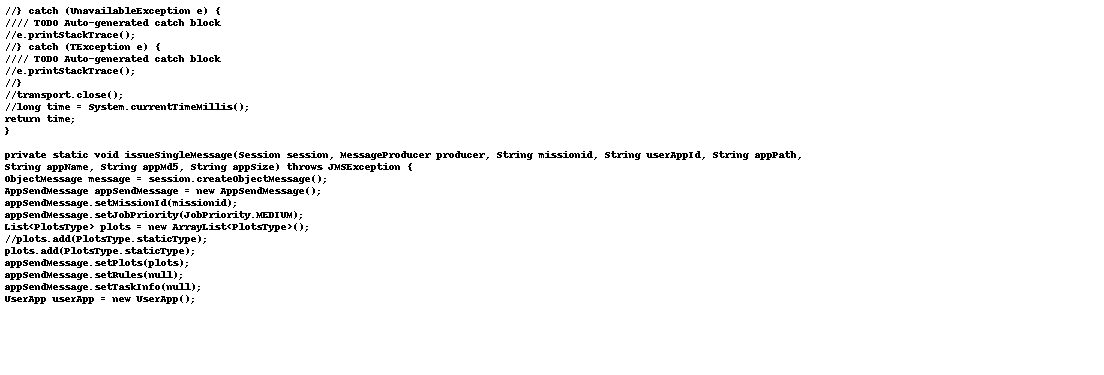 //} catch (UnavailableException e) {
//// TODO Auto-generated catch block
//e.printStackTrace();
//} catch (TException e) {
//// TODO Auto-generated catch block
//e.printStackTrace();
//}
//transport.close();
//long time = System.currentTimeMillis();
return time;
}
private static void issueSingleMessage(Session session, MessageProducer producer, String missionid, String userAppId, String appPath,
String appName, String appMd5, String appSize) throws JMSException {
ObjectMessage message = session.createObjectMessage();
AppSendMessage appSendMessage = new AppSendMessage();
appSendMessage.setMissionId(missionid);
appSendMessage.setJobPriority(JobPriority.MEDIUM);
List<PlotsType> plots = new ArrayList<PlotsType>();
//plots.add(PlotsType.staticType);
plots.add(PlotsType.staticType);
appSendMessage.setPlots(plots);
appSendMessage.setRules(null);
appSendMessage.setTaskInfo(null);
UserApp userApp = new UserApp();